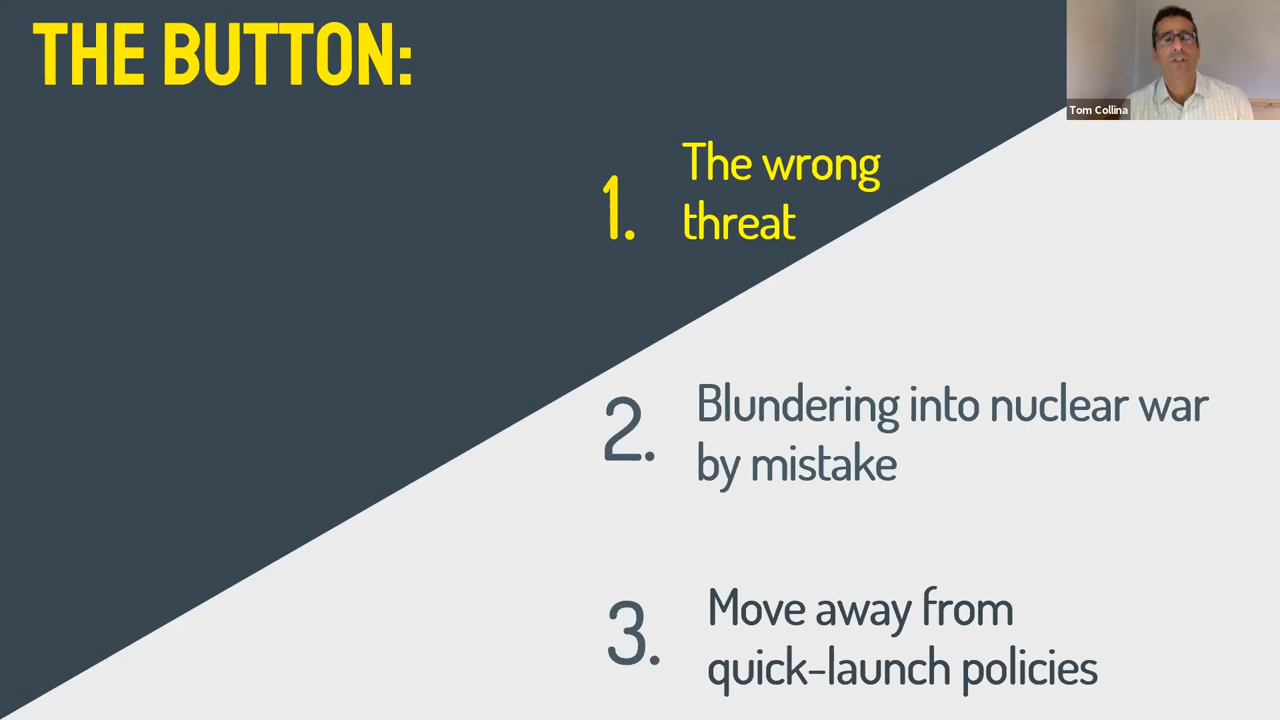 THE BUTTON:
Tom Collina
1. The wrong
threat
2. Blundering into nuclear war
by mistake
3. Move away from
quick-launch policies